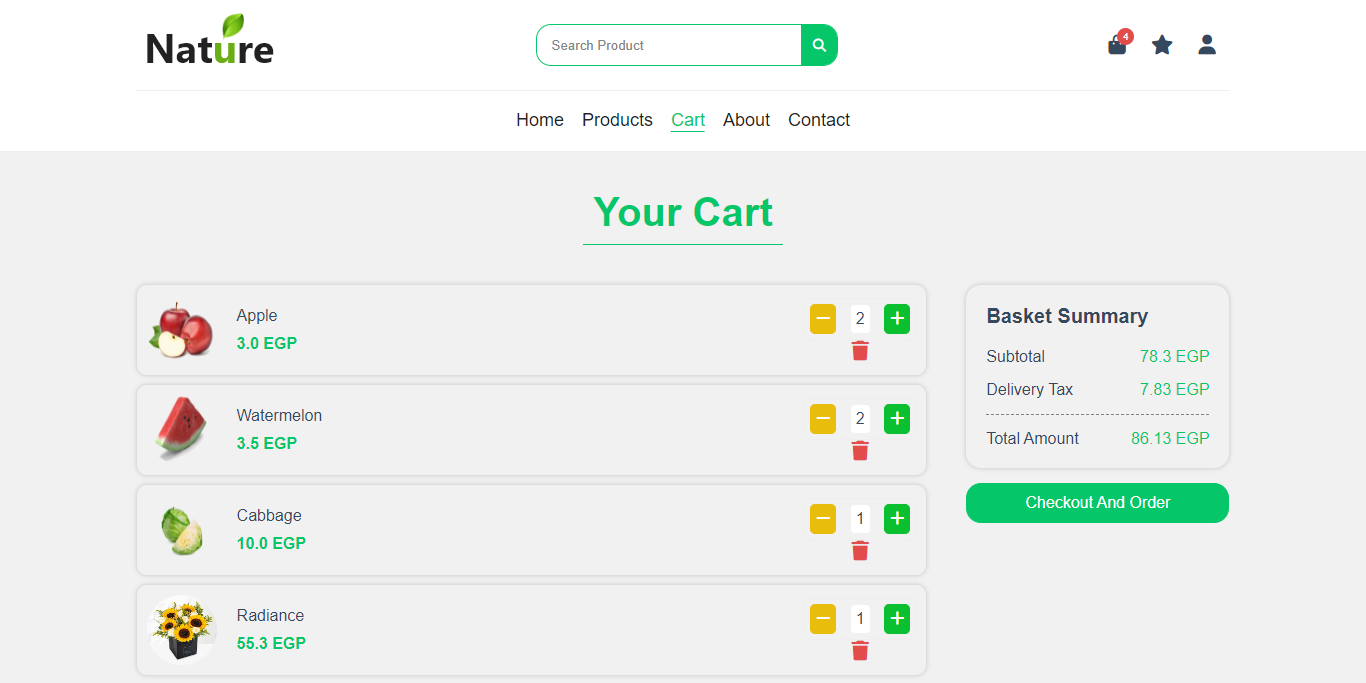 Nature
Search Product
4
Home Products Cart About Contact
Your Cart
Apple
3.0 EGP
2
Watermelon
3.5 EGP
2
Cabbage
10.0 EGP
1
Radiance
55.3 EGP
1
Basket Summary
Subtotal 78.3 EGP
Delivery Tax 7.83 EGP
Total Amount 86.13 EGP
Checkout And Order